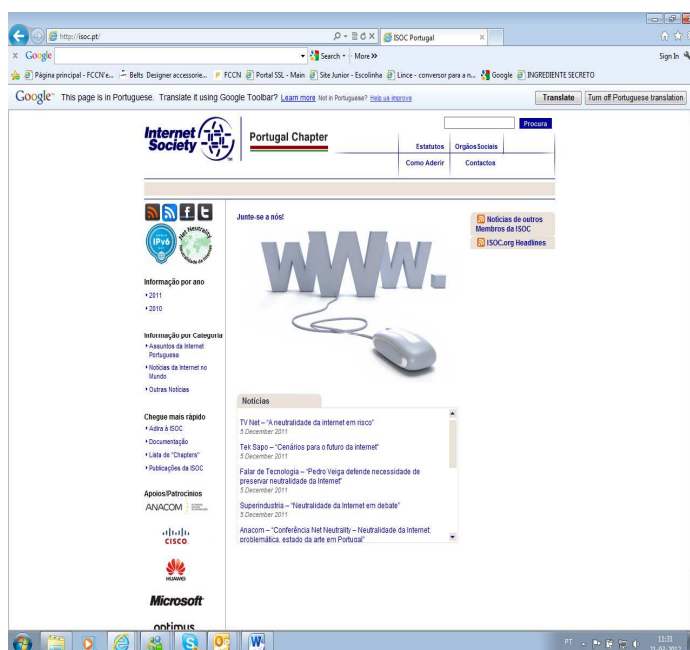 http://isoc.pt/
ISOC Portugal
Google
Search
More >>
Sign In
Página principal - FCCN'e...
Belts Designer accessorie...
FCCN
Portal SSL - Main
Site Junior - Escolinha
Lince - conversor para a n...
Google
INGREDIENTE SECRETO
Google
This page is in Portuguese. Translate it using Google Toolbar? Learn more Not in Portuguese? Help us improve
Translate
Turn off Portuguese translation
Internet Society
Portugal Chapter
Procura
Estatutos
OrgãosSociais
Como Aderir
Contactos
IPv6
Net Neutrality
Junte-se a nós!
WWW.
Notícias de outros Membros da ISOC
ISOC.org Headlines
Informação por ano
2011
2010
Informação por Categoria
Assuntos da Internet
Portuguesa
Notícias da Internet no
Mundo
Outras Notícias
Chegue mais rápido
Adira à ISOC
Documentação
Lista de "Chapters"
Publicações da ISOC
Apoios/Patrocínios
ANACOM
CISCO
HUAWEI
Microsoft
optimus
Notícias
TV Net – "A neutralidade da internet em risco"
5 December 2011
Tek Sapo – "Cenários para o futuro da internet"
5 December 2011
Falar de Tecnologia – "Pedro Veiga defende necessidade de
preservar neutralidade da Internet"
5 December 2011
Superindustria – "Neutralidade da Internet em debate"
5 December 2011
Anacom – "Conferência Net Neutrality – Neutralidade da Internet:
problemática, estado da arte em Portugal"
PT
11:31